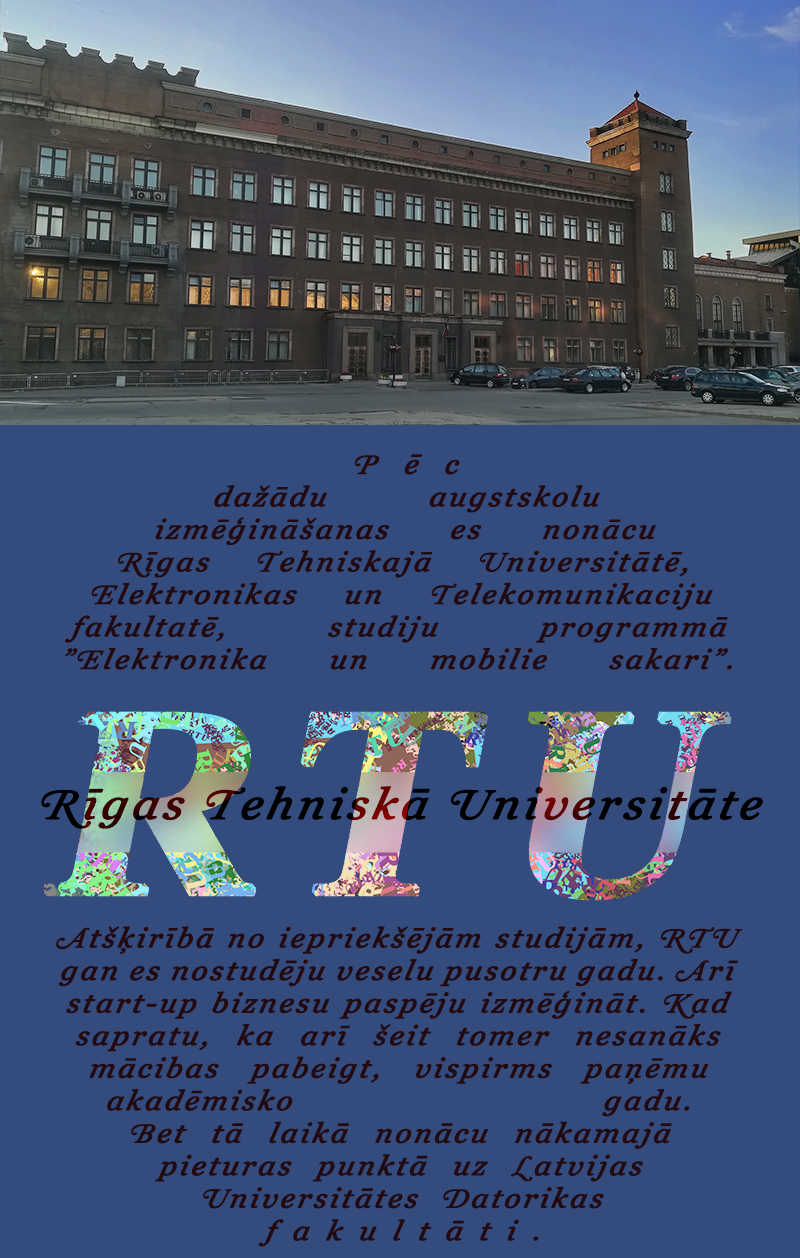 Pēc
dažādu augstskolu
izmēģināšanas es nonācu
Rīgas Tehniskajā Universitātē,
Elektronikas un Telekomunikaciju
fakultatē, studiju programmā
”Elektronika un mobilie sakari”.
RTU
Rīgas Tehniskā Universitāte
Atšķirībā no iepriekšējām studijām, RTU
gan es nostudēju veselu pusotru gadu. Arī
start-up biznesu paspēju izmēģināt. Kad
sapratu, ka arī šeit tomer nesanāks
mācibas pabeigt, vispirms paņēmu
akadēmisko gadu.
Bet tā laikā nonācu nākamajā
pieturas punktā uz Latvijas
Universitātes Datorikas
fakultāti.